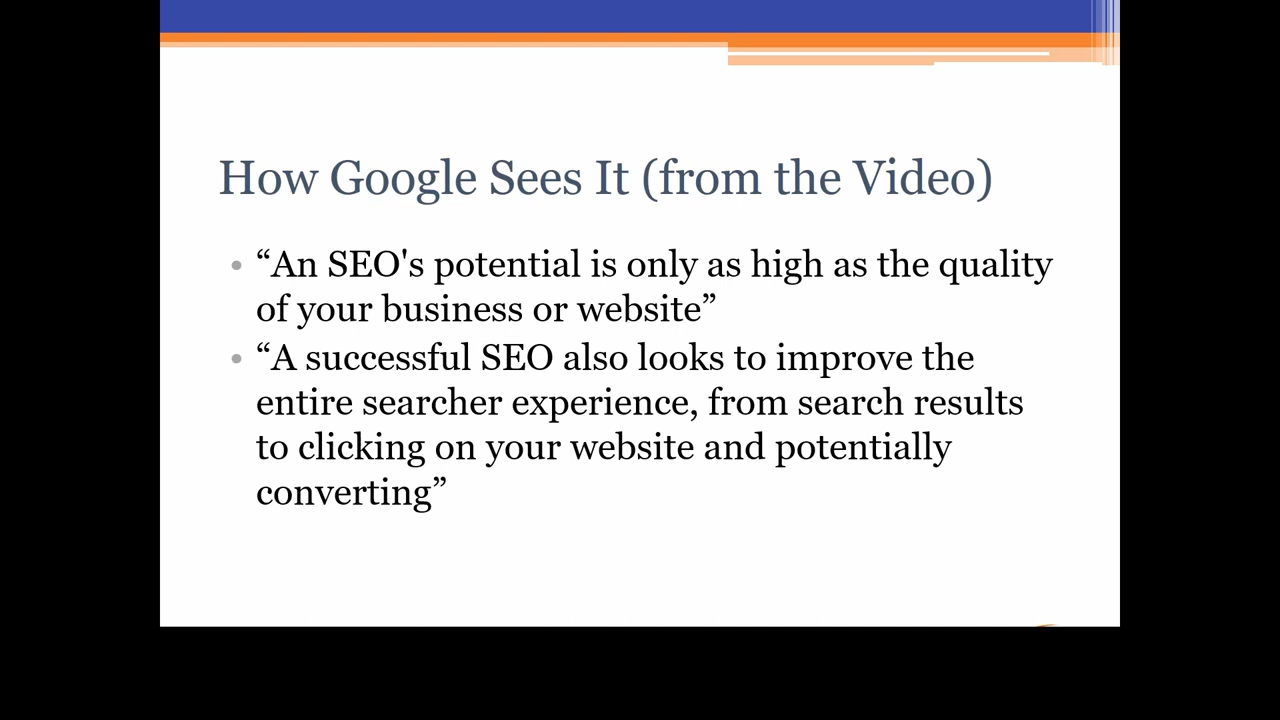 How Google Sees It (from the Video)
• “An SEO's potential is only as high as the quality
of your business or website”
• “A successful SEO also looks to improve the
entire searcher experience, from search results
to clicking on your website and potentially
converting”